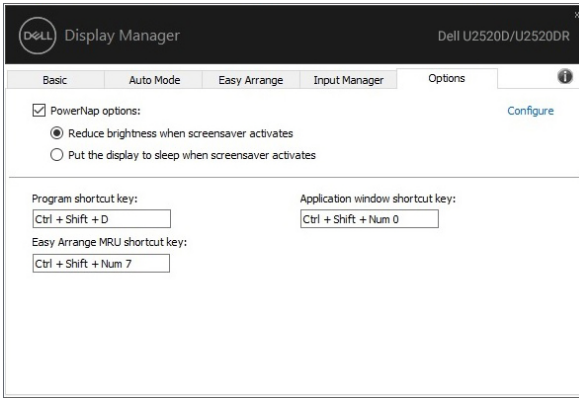 DELL Display Manager Dell U2520D/U2520DR
Basic Auto Mode Easy Arrange Input Manager Options
PowerNap options: Configure
Reduce brightness when screensaver activates
Put the display to sleep when screensaver activates
Program shortcut key: Application window shortcut key:
Ctrl + Shift + D Ctrl + Shift + Num 0
Easy Arrange MRU shortcut key:
Ctrl + Shift + Num 7